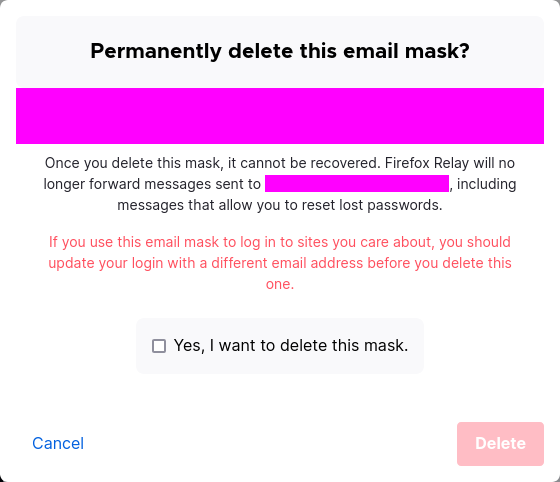 Permanently delete this email mask?
Once you delete this mask, it cannot be recovered. Firefox Relay will no
longer forward messages sent to , including
messages that allow you to reset lost passwords.
If you use this email mask to log in to sites you care about, you should
update your login with a different email address before you delete this
one.
Yes, I want to delete this mask.
Cancel
Delete